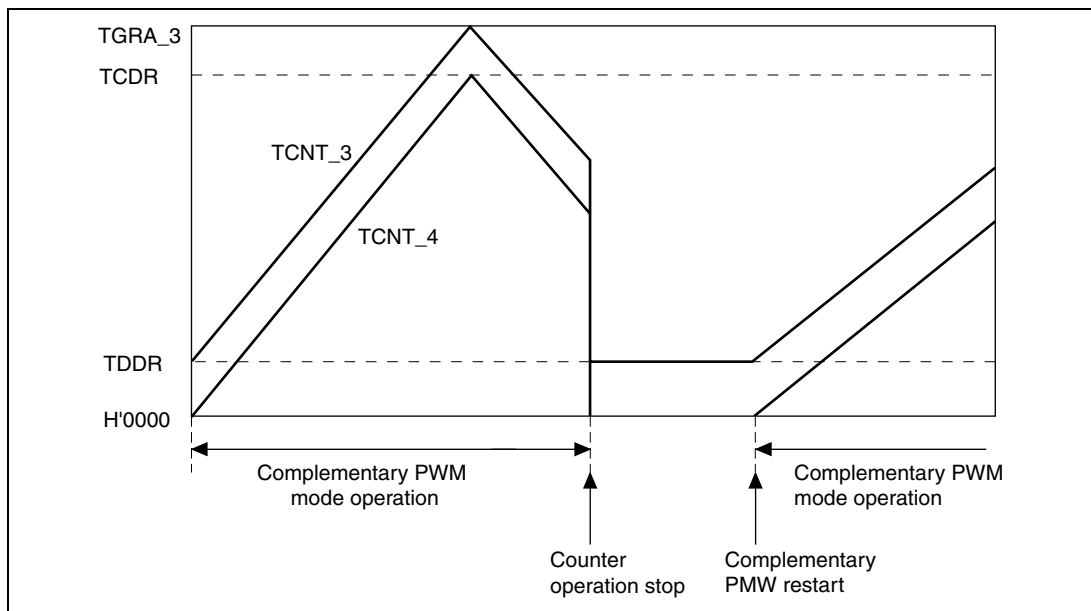 TGRA_3
TCDR
TCNT_3
TCNT_4
TDDR
H'0000
Complementary PWM
mode operation
Complementary PWM
mode operation
Counter
operation stop
Complementary
PMW restart